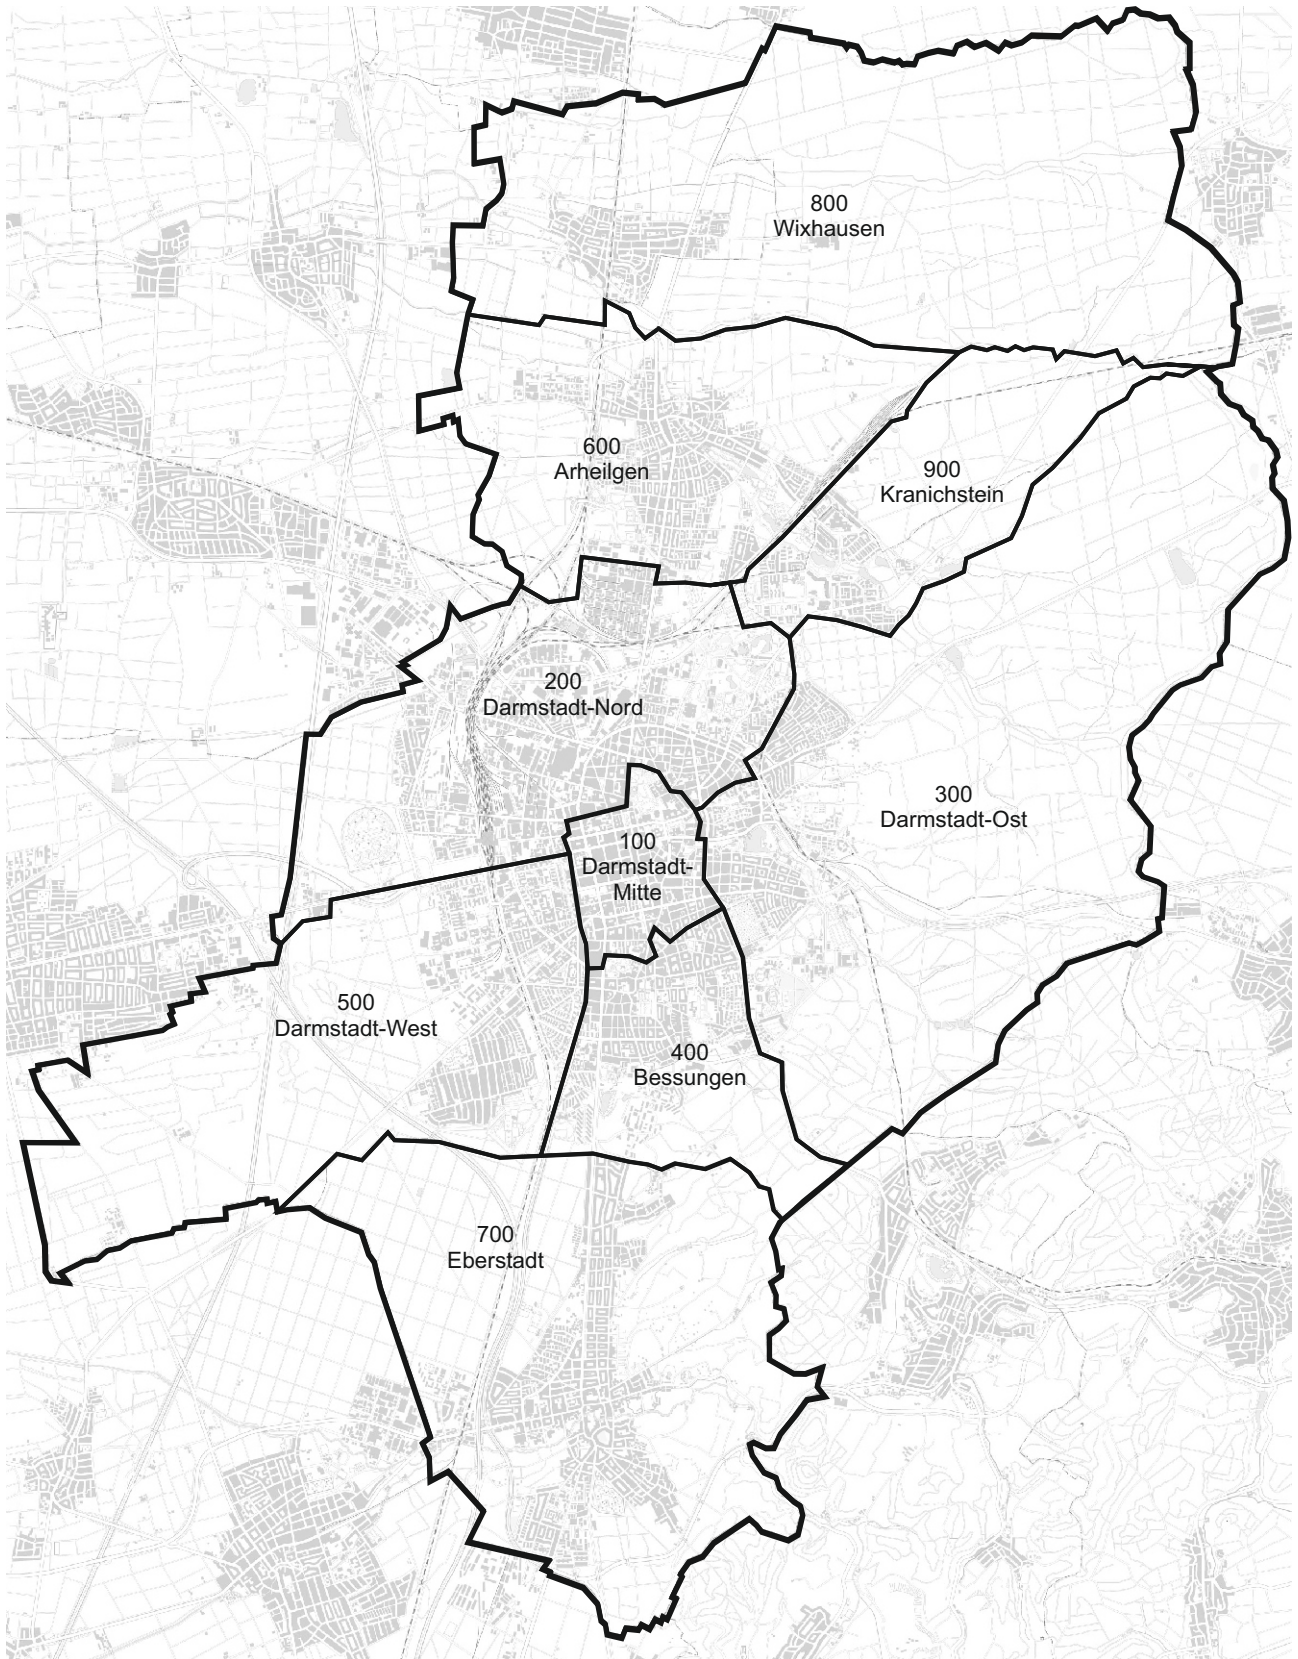 800
Wixhausen
600
Arheilgen
900
Kranichstein
200
Darmstadt-Nord
300
Darmstadt-Ost
100
Darmstadt-
Mitte
500
Darmstadt-West
400
Bessungen
700
Eberstadt